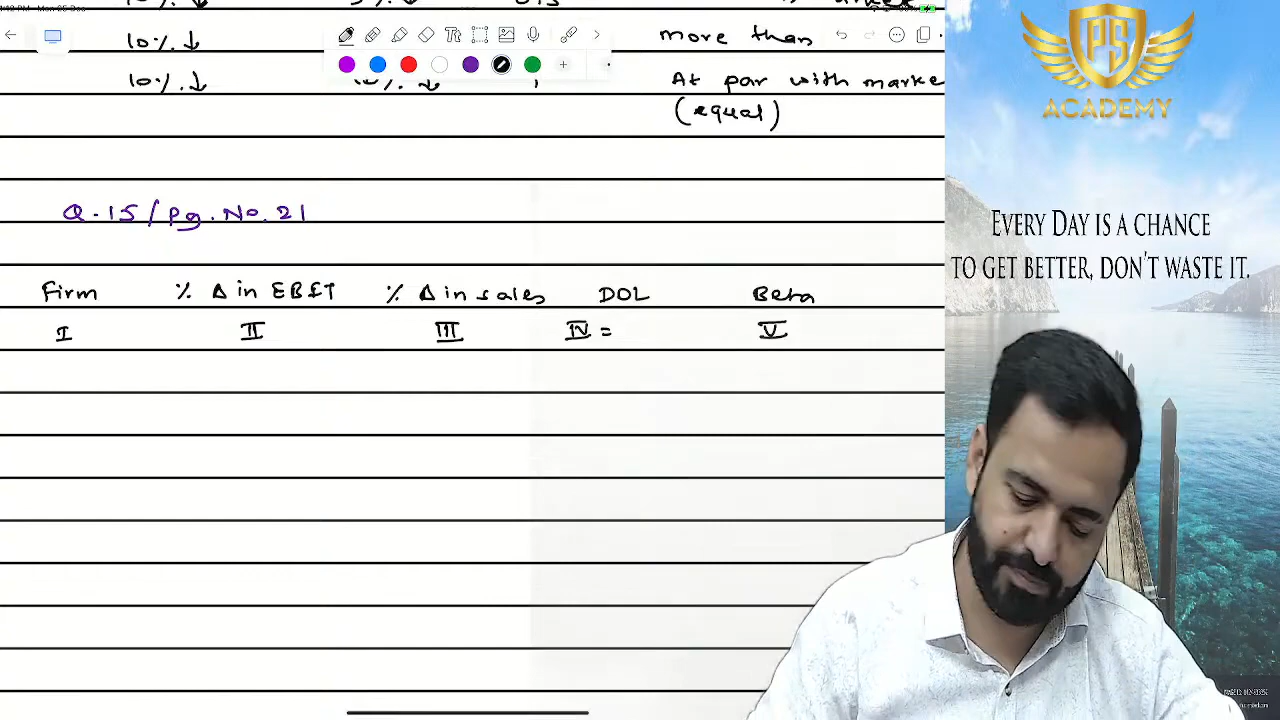 10%.↓ more than
10%.↓ 10%.↓ At par with marke
(equal)
Q.15/Pg.No.21
Firm % Δ in EBIT % Δ in sales DOL Beta
I II III IV = V
PS
ACADEMY
EVERY DAY IS A CHANCE
TO GET BETTER, DON'T WASTE IT.